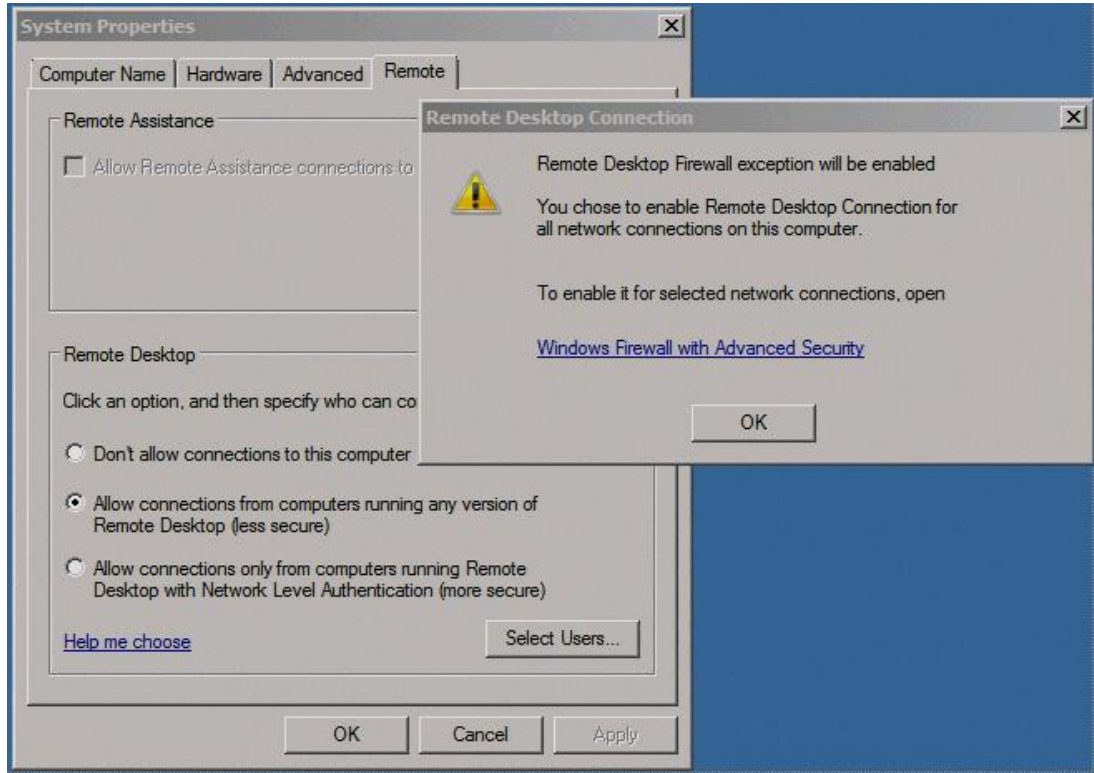 System Properties
Computer Name
Hardware
Advanced
Remote
Remote Assistance
Allow Remote Assistance connections to
Remote Desktop
Click an option, and then specify who can co
Don't allow connections to this computer
Allow connections from computers running any version of
Remote Desktop (less secure)
Allow connections only from computers running Remote
Desktop with Network Level Authentication (more secure)
Help me choose
Select Users...
OK
Cancel
Apply
Remote Desktop Connection
Remote Desktop Firewall exception will be enabled
You chose to enable Remote Desktop Connection for
all network connections on this computer.
To enable it for selected network connections, open
Windows Firewall with Advanced Security
OK